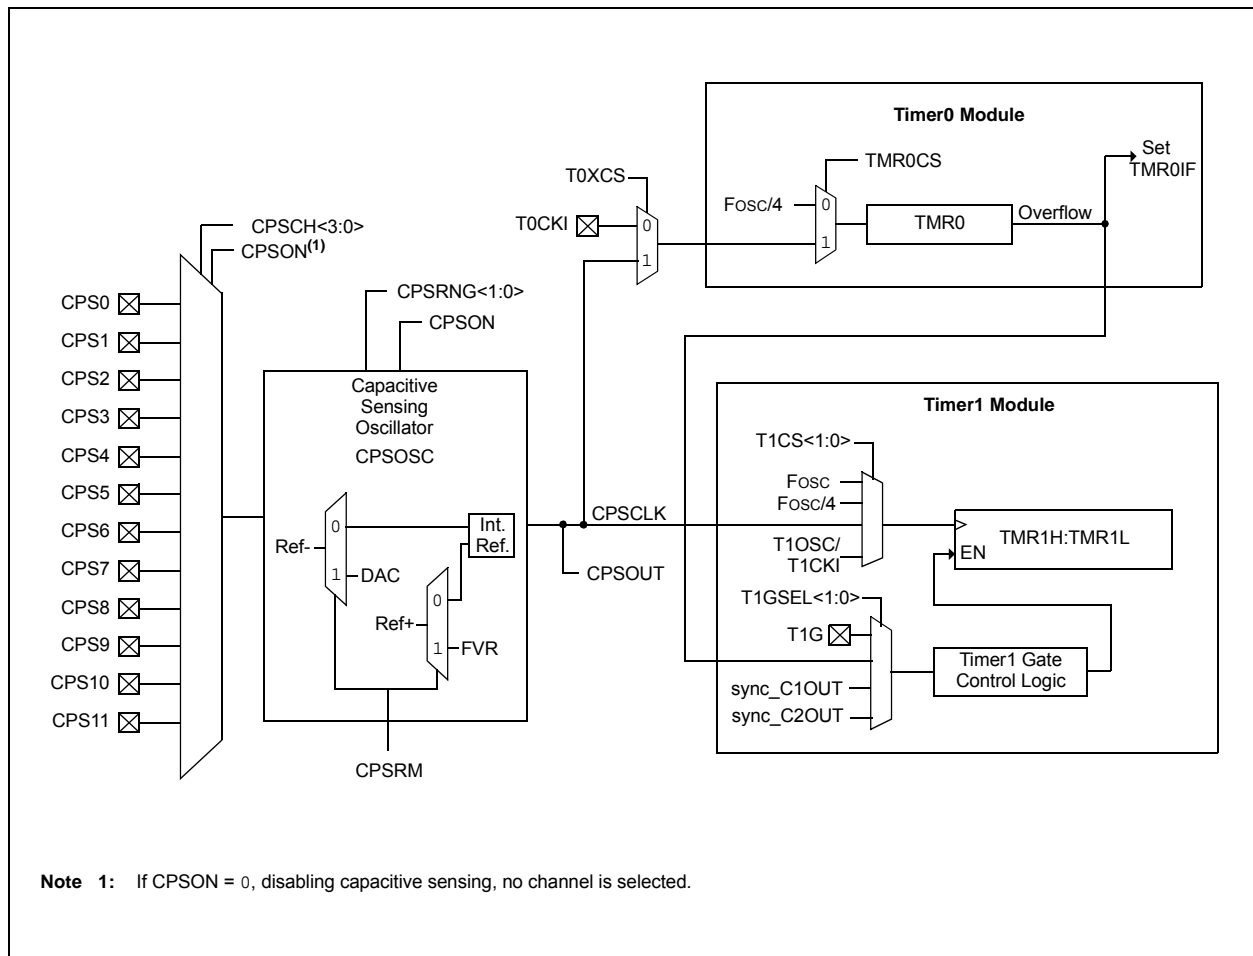 Timer0 Module
Set
TMR0IF
TMR0CS
T0XCS
FOSC/4
0
T0CKI
0
TMR0
Overflow
1
1
CPSCH<3:0>
CPSON(1)
CPSRNG<1:0>
CPSON
CPS0
CPS1
CPS2
CPS3
CPS4
CPS5
CPS6
CPS7
CPS8
CPS9
CPS10
CPS11
Capacitive
Sensing
Oscillator
CPSOSC
0
Ref-
1
DAC
Int.
Ref.
0
Ref+
1
FVR
CPSRM
CPSCLK
CPSOUT
Timer1 Module
T1CS<1:0>
FOSC
FOSC/4
T1OSC/
T1CKI
TMR1H:TMR1L
EN
T1GSEL<1:0>
T1G
Timer1 Gate
Control Logic
sync_C1OUT
sync_C2OUT
Note 1: If CPSON = 0, disabling capacitive sensing, no channel is selected.